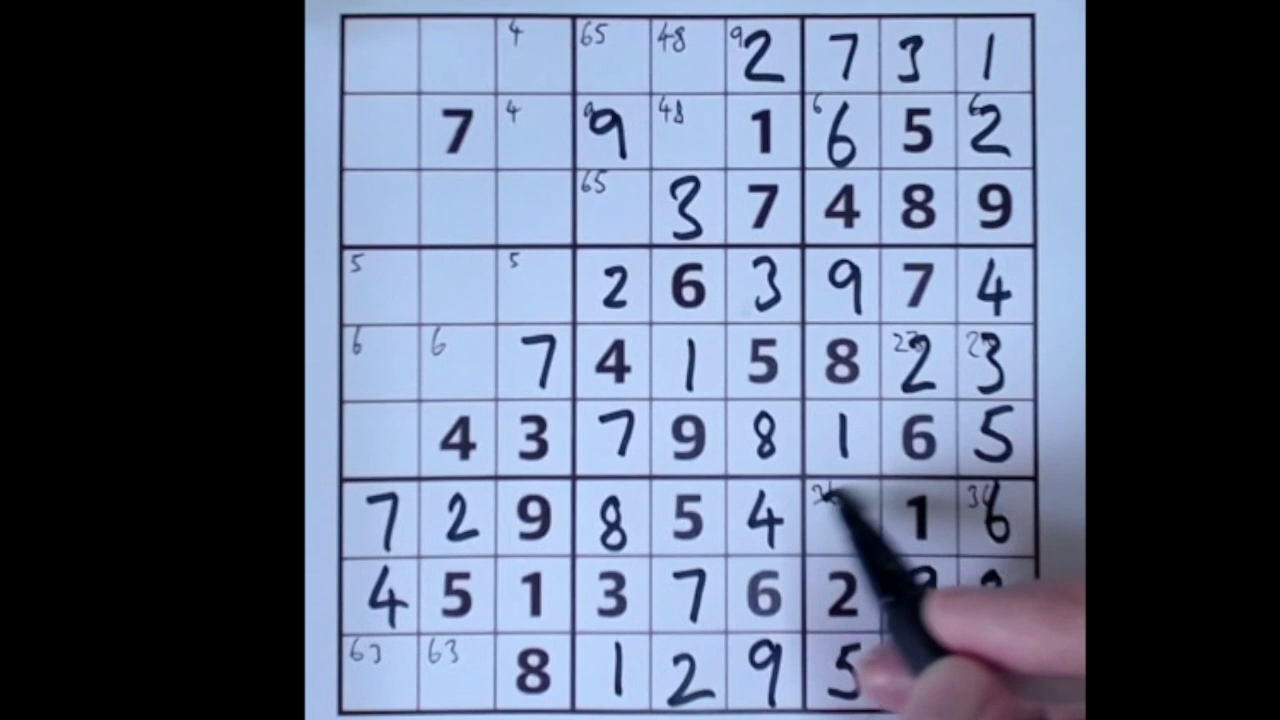 4 65 48 9 2 7 3 1
7 4 9 48 1 6 6 5 6 2
65 3 7 4 8 9
5 5 2 6 3 9 7 4
6 6 7 4 1 5 8 23 2 23 3
4 3 7 9 8 1 6 5
7 2 9 8 5 4 36 1 36 6
4 5 1 3 7 6 2
63 63 8 1 2 9 5